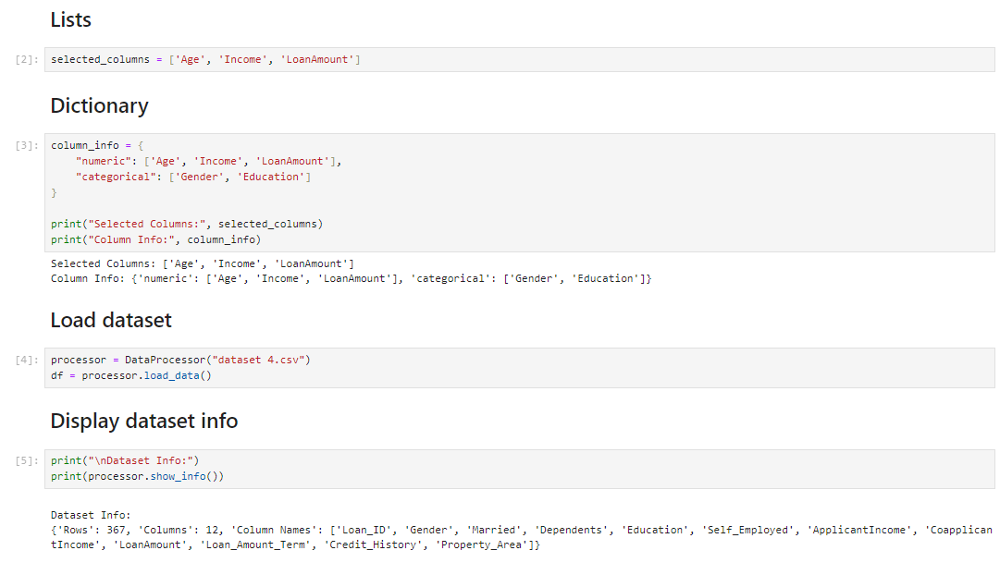 Lists
[2]: selected_columns = ['Age', 'Income', 'LoanAmount']
Dictionary
[3]: column_info = {
    "numeric": ['Age', 'Income', 'LoanAmount'],
    "categorical": ['Gender', 'Education']
}
print("Selected Columns:", selected_columns)
print("Column Info:", column_info)
Selected Columns: ['Age', 'Income', 'LoanAmount']
Column Info: {'numeric': ['Age', 'Income', 'LoanAmount'], 'categorical': ['Gender', 'Education']}
Load dataset
[4]: processor = DataProcessor("dataset 4.csv")
df = processor.load_data()
Display dataset info
[5]: print("\nDataset Info:")
print(processor.show_info())
Dataset Info:
{'Rows': 367, 'Columns': 12, 'Column Names': ['Loan_ID', 'Gender', 'Married', 'Dependents', 'Education', 'Self_Employed', 'ApplicantIncome', 'Coapplican
tIncome', 'LoanAmount', 'Loan_Amount_Term', 'Credit_History', 'Property_Area']}